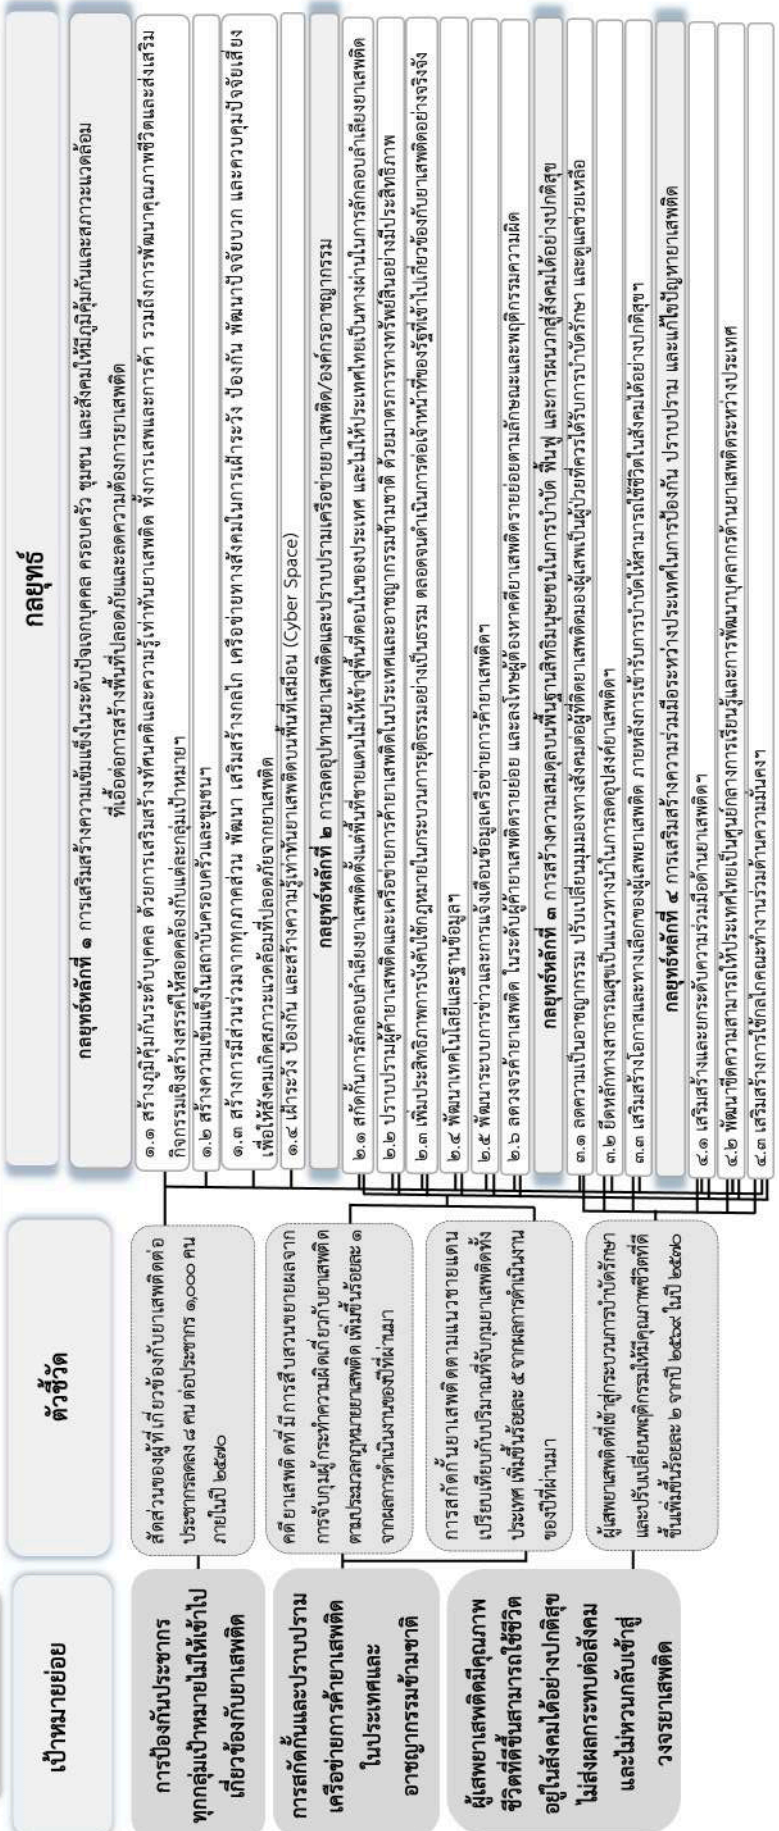 เป้าหมายย่อย
ตัวชี้วัด
กลยุทธ์
การป้องกันประชากร
ทุกกลุ่มเป้าหมายไม่ให้เข้าไป
เกี่ยวข้องกับยาเสพติด
การสกัดกั้นและปราบปราม
เครือข่ายการค้ายาเสพติด
ในประเทศและ
อาชญากรรมข้ามชาติ
ผู้เสพยาเสพติดมีคุณภาพ
ชีวิตที่ดีขึ้นสามารถใช้ชีวิต
อยู่ในสังคมได้อย่างปกติสุข
ไม่ส่งผลกระทบต่อสังคม
และไม่หวนกลับเข้าสู่
วงจรยาเสพติด
สัดส่วนของผู้ที่เกี่ยวข้องกับยาเสพติดต่อ
ประชากรลดลง ๘ คน ต่อประชากร ๑,๐๐๐ คน
ภายในปี ๒๕๗๐
คดียาเสพติดที่มีการสืบสวนขยายผลจาก
การจับกุมผู้กระทำความผิดเกี่ยวกับยาเสพติด
ตามประมวลกฎหมายยาเสพติด เพิ่มขึ้นร้อยละ ๑
จากผลการดำเนินงานของปีที่ผ่านมา
การสกัดกั้นยาเสพติดตามแนวชายแดน
เปรียบเทียบกับปริมาณที่จับกุมยาเสพติดทั้ง
ประเทศ เพิ่มขึ้นร้อยละ ๕ จากผลการดำเนินงาน
ของปีที่ผ่านมา
ผู้เสพยาเสพติดที่เข้าสู่กระบวนการบำบัดรักษา
และปรับเปลี่ยนพฤติกรรมให้มีคุณภาพชีวิตที่ดี
ขึ้นเพิ่มขึ้นร้อยละ ๒ จากปี ๒๕๖๙ ในปี ๒๕๗๐
กลยุทธ์หลักที่ ๑ การเสริมสร้างความเข้มแข็งในระดับปัจเจกบุคคล ครอบครัว ชุมชน และสังคมให้มีภูมิคุ้มกันและสภาวะแวดล้อม
ที่เอื้อต่อการสร้างพื้นที่ปลอดภัยและลดความต้องการยาเสพติด
๑.๑ สร้างภูมิคุ้มกันระดับบุคคล ด้วยการเสริมสร้างทัศนคติและความรู้เท่าทันยาเสพติด ทั้งการเสพและการค้า รวมถึงการพัฒนาคุณภาพชีวิตและส่งเสริม
กิจกรรมเชิงสร้างสรรค์ให้สอดคล้องกับแต่ละกลุ่มเป้าหมายฯ
๑.๒ สร้างความเข้มแข็งในสถาบันครอบครัวและชุมชนฯ
๑.๓ สร้างการมีส่วนร่วมจากทุกภาคส่วน พัฒนา เสริมสร้างกลไก เครือข่ายทางสังคมในการเฝ้าระวัง ป้องกัน พัฒนาปัจจัยบวก และควบคุมปัจจัยเสี่ยง
เพื่อให้สังคมเกิดสภาวะแวดล้อมที่ปลอดภัยจากยาเสพติด
๑.๔ เฝ้าระวัง ป้องกัน และสร้างความรู้เท่าทันยาเสพติดบนพื้นที่เสมือน (Cyber Space)
กลยุทธ์หลักที่ ๒ การลดอุปทานยาเสพติดและปราบปรามเครือข่ายยาเสพติด/องค์กรอาชญากรรม
๒.๑ สกัดกั้นการลักลอบลำเลียงยาเสพติดตั้งแต่พื้นที่ชายแดนไม่ให้เข้าสู่พื้นที่ตอนในของประเทศ และไม่ให้ประเทศไทยเป็นทางผ่านในการลักลอบลำเลียงยาเสพติด
๒.๒ ปราบปรามผู้ค้ายาเสพติดและเครือข่ายการค้ายาเสพติดในประเทศและอาชญากรรมข้ามชาติ ด้วยมาตรการทางทรัพย์สินอย่างมีประสิทธิภาพ
๒.๓ เพิ่มประสิทธิภาพการบังคับใช้กฎหมายในกระบวนการยุติธรรมอย่างเป็นธรรม ตลอดจนดำเนินการต่อเจ้าหน้าที่ของรัฐที่เข้าไปเกี่ยวข้องกับยาเสพติดอย่างจริงจัง
๒.๔ พัฒนาเทคโนโลยีและฐานข้อมูลฯ
๒.๕ พัฒนาระบบการข่าวและการแจ้งเตือนข้อมูลเครือข่ายการค้ายาเสพติดฯ
๒.๖ ลดวงจรค้ายาเสพติด ในระดับผู้ค้ายาเสพติดรายย่อย และลงโทษผู้ต้องหาคดียาเสพติดรายย่อยตามลักษณะและพฤติกรรมความผิด
กลยุทธ์หลักที่ ๓ การสร้างความสมดุลบนพื้นฐานสิทธิมนุษยชนในการบำบัด ฟื้นฟู และการผนวกสู่สังคมได้อย่างปกติสุข
๓.๑ ลดความเป็นอาชญากรรม ปรับเปลี่ยนมุมมองทางสังคมต่อผู้ที่ติดยาเสพติดมองผู้เสพเป็นผู้ป่วยที่ควรได้รับการบำบัดรักษา และดูแลช่วยเหลือ
๓.๒ ยึดหลักทางสาธารณสุขเป็นแนวทางนำในการลดอุปสงค์ยาเสพติดฯ
๓.๓ เสริมสร้างโอกาสและทางเลือกของผู้เสพยาเสพติด ภายหลังการเข้ารับการบำบัดให้สามารถใช้ชีวิตในสังคมได้อย่างปกติสุขฯ
กลยุทธ์หลักที่ ๔ การเสริมสร้างความร่วมมือระหว่างประเทศในการป้องกัน ปราบปราม และแก้ไขปัญหายาเสพติด
๔.๑ เสริมสร้างและยกระดับความร่วมมือด้านยาเสพติดฯ
๔.๒ พัฒนาขีดความสามารถให้ประเทศไทยเป็นศูนย์กลางการเรียนรู้และการพัฒนาบุคลากรด้านยาเสพติดระหว่างประเทศ
๔.๓ เสริมสร้างการใช้กลไกคณะทำงานร่วมด้านความมั่นคงฯ